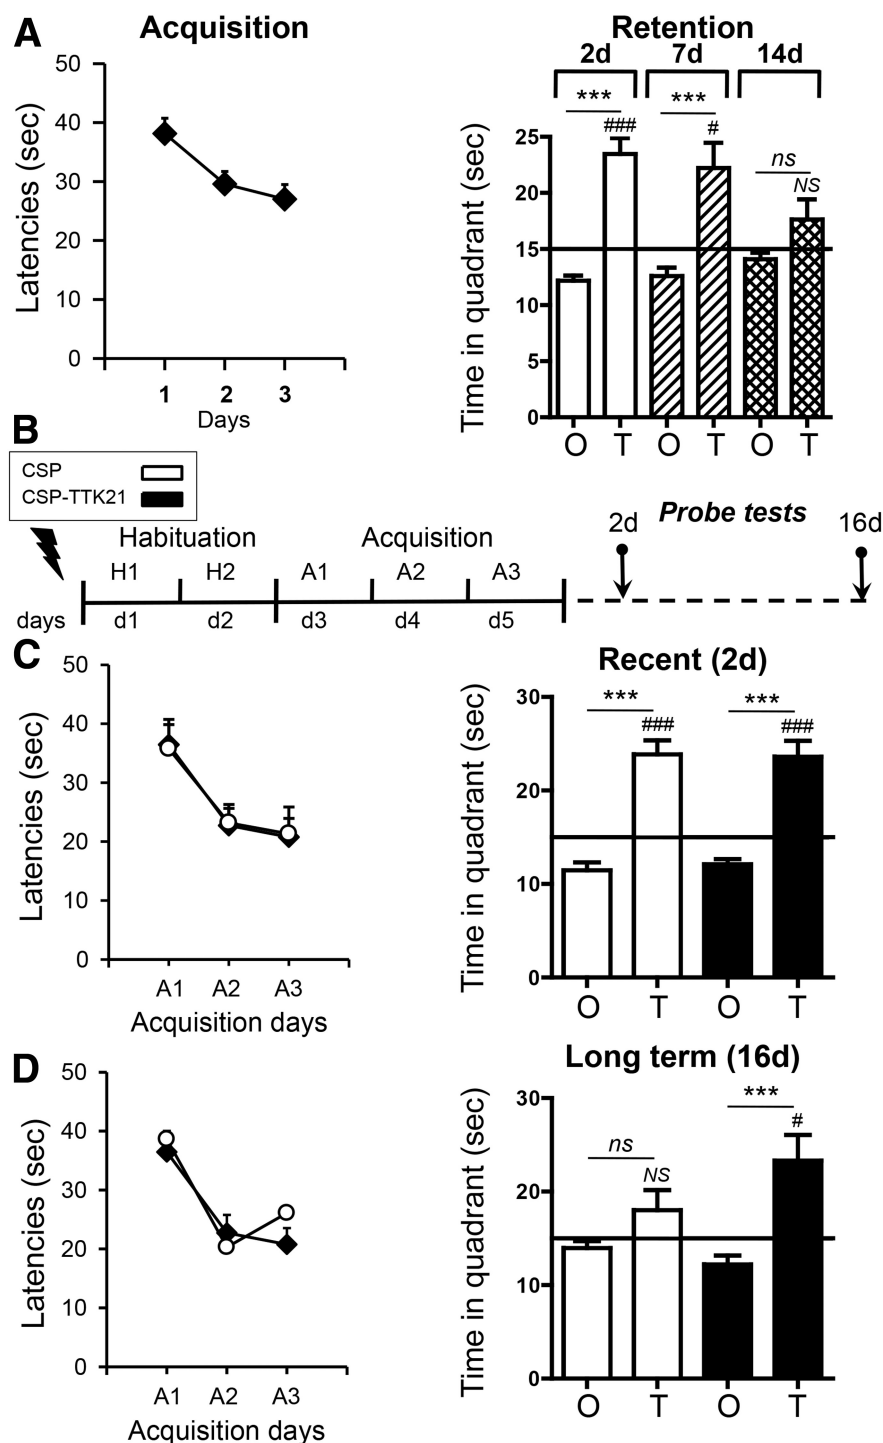 A
Acquisition
Latencies (sec)
50
40
30
20
10
0
1 2 3
Days
Retention
2d 7d 14d
*** *** ns
### # NS
Time in quadrant (sec)
25
20
15
10
5
0
O T O T O T
B
CSP
CSP-TTK21
Habituation Acquisition
H1 H2 A1 A2 A3
days d1 d2 d3 d4 d5
2d Probe tests 16d
C
Latencies (sec)
50
40
30
20
10
0
A1 A2 A3
Acquisition days
Recent (2d)
*** ***
### ###
Time in quadrant (sec)
30
20
10
0
O T O T
D
Latencies (sec)
50
40
30
20
10
0
A1 A2 A3
Acquisition days
Long term (16d)
ns ***
NS #
Time in quadrant (sec)
30
20
10
0
O T O T